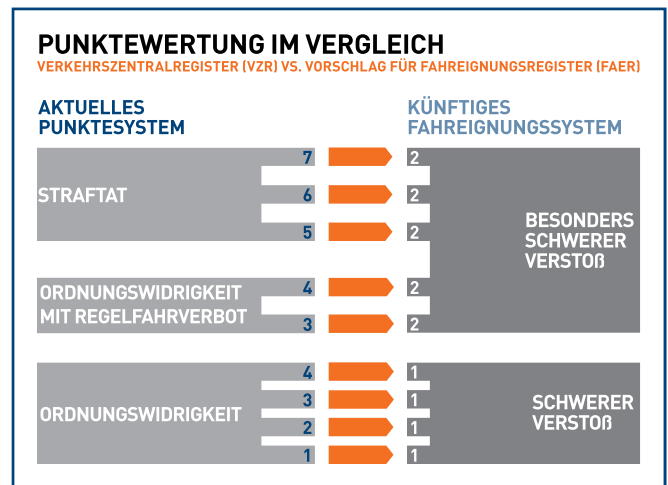 PUNKTEWERTUNG IM VERGLEICH
VERKEHRSZENTRALREGISTER (VZR) VS. VORSCHLAG FÜR FAHREIGNUNGSREGISTER (FAER)
AKTUELLES
PUNKTESYSTEM
KÜNFTIGES
FAHREIGNUNGSSYSTEM
STRAFTAT
7 2
6 2
5 2
BESONDERS
SCHWERER
VERSTOß
ORDNUNGSWIDRIGKEIT
MIT REGELFAHRVERBOT
4 2
3 2
ORDNUNGSWIDRIGKEIT
4 1
3 1
2 1
1 1
SCHWERER
VERSTOß